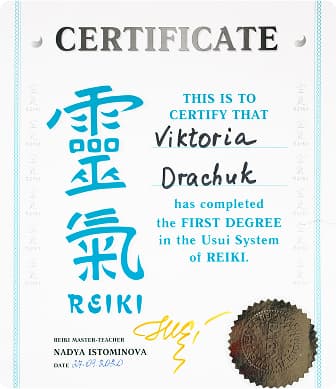 CERTIFICATE
靈
氣
REIKI
THIS IS TO
CERTIFY THAT
Viktoria
Drachuk
has completed
the FIRST DEGREE
in the Usui System
of REIKI.
REIKI MASTER-TEACHER
NADYA ISTOMINOVA
DATE 27.09.2020